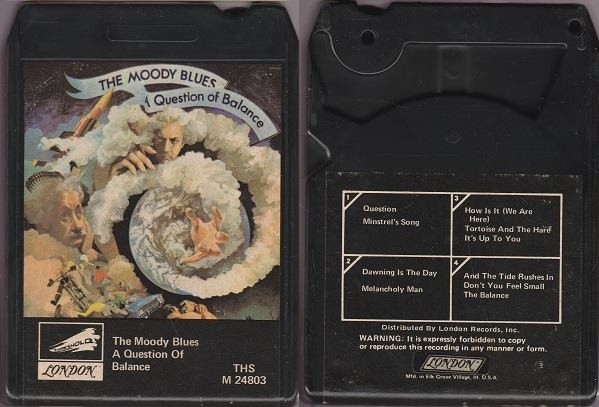 THE MOODY BLUES
A Question of Balance
THRESHOLD
LONDON
The Moody Blues
A Question Of
Balance
THS
M 24803
1
Question
Minstrel's Song
2
Dawning Is The Day
Melancholy Man
3
How Is It (We Are
Here)
Tortoise And The Hare
It's Up To You
4
And The Tide Rushes In
Don't You Feel Small
The Balance
Distributed By London Records, Inc.
WARNING: It is expressly forbidden to copy
or reproduce this recording in any manner or form.
LONDON
Mfd. in Elk Grove Village, Ill. U.S.A.